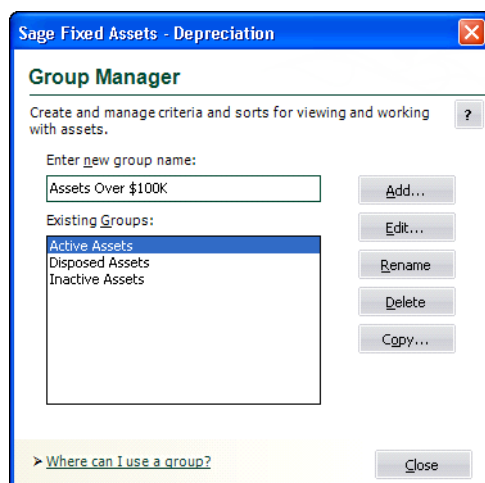 Sage Fixed Assets - Depreciation
Group Manager
Create and manage criteria and sorts for viewing and working
with assets.
?
Enter new group name:
Assets Over $100K
Add...
Existing Groups:
Edit...
Active Assets
Disposed Assets
Rename
Inactive Assets
Delete
Copy...
➤ Where can I use a group?
Close